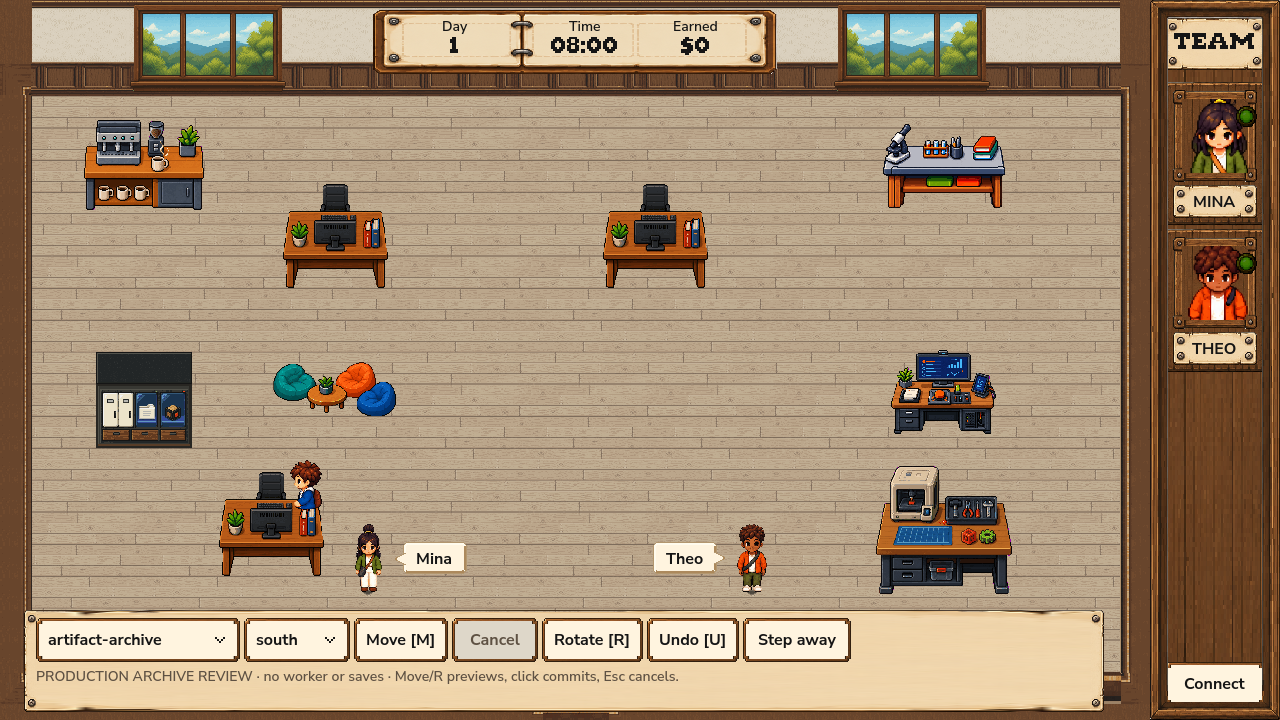 Day
1
Time
08:00
Earned
$0
TEAM
MINA
THEO
Mina
Theo
artifact-archive
south
Move [M]
Cancel
Rotate [R]
Undo [U]
Step away
PRODUCTION ARCHIVE REVIEW · no worker or saves · Move/R previews, click commits, Esc cancels.
Connect